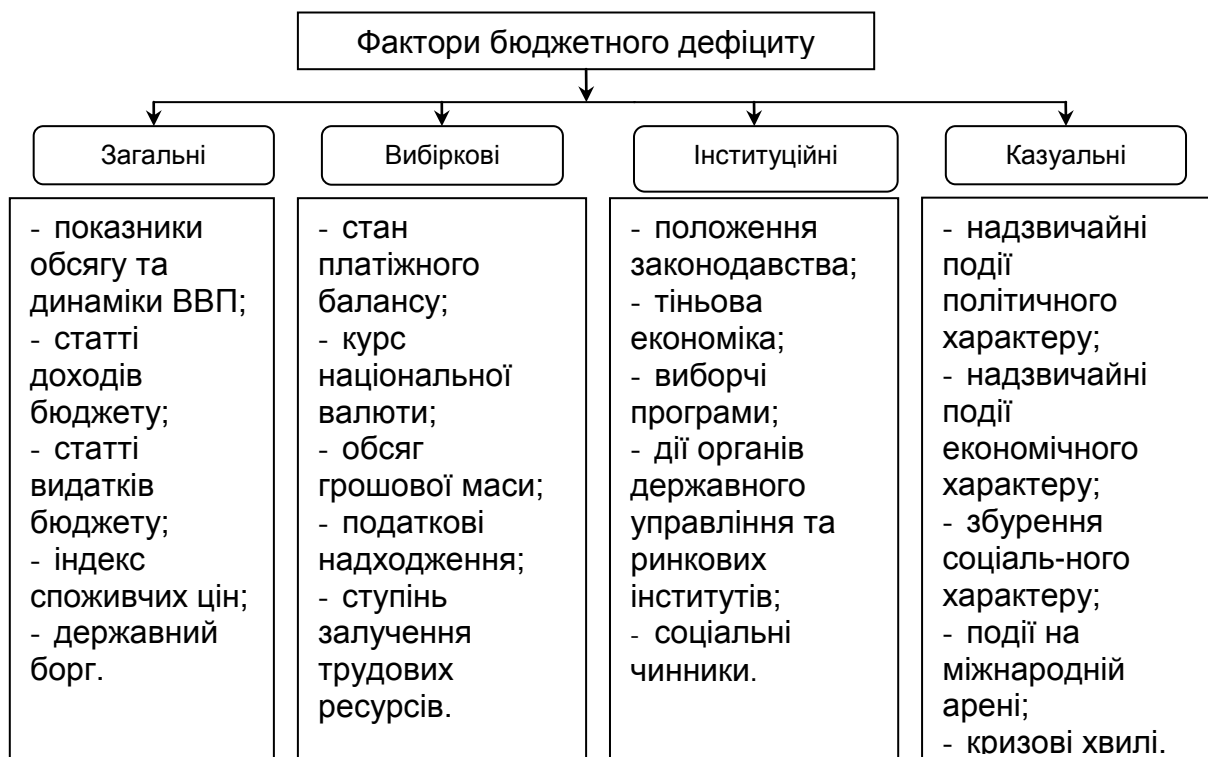 Фактори бюджетного дефіциту
Загальні
Вибіркові
Інституційні
Казуальні
- показники
обсягу та
динаміки ВВП;
- статті
доходів
бюджету;
- статті
видатків
бюджету;
- індекс
споживчих цін;
- державний
борг.
- стан
платіжного
балансу;
- курс
національної
валюти;
- обсяг
грошової маси;
- податкові
надходження;
- ступінь
залучення
трудових
ресурсів.
- положення
законодавства;
- тіньова
економіка;
- виборчі
програми;
- дії органів
державного
управління та
ринкових
інститутів;
- соціальні
чинники.
- надзвичайні
події
політичного
характеру;
- надзвичайні
події
економічного
характеру;
- збурення
соціаль-ного
характеру;
- події на
міжнародній
арені;
- кризові хвилі.